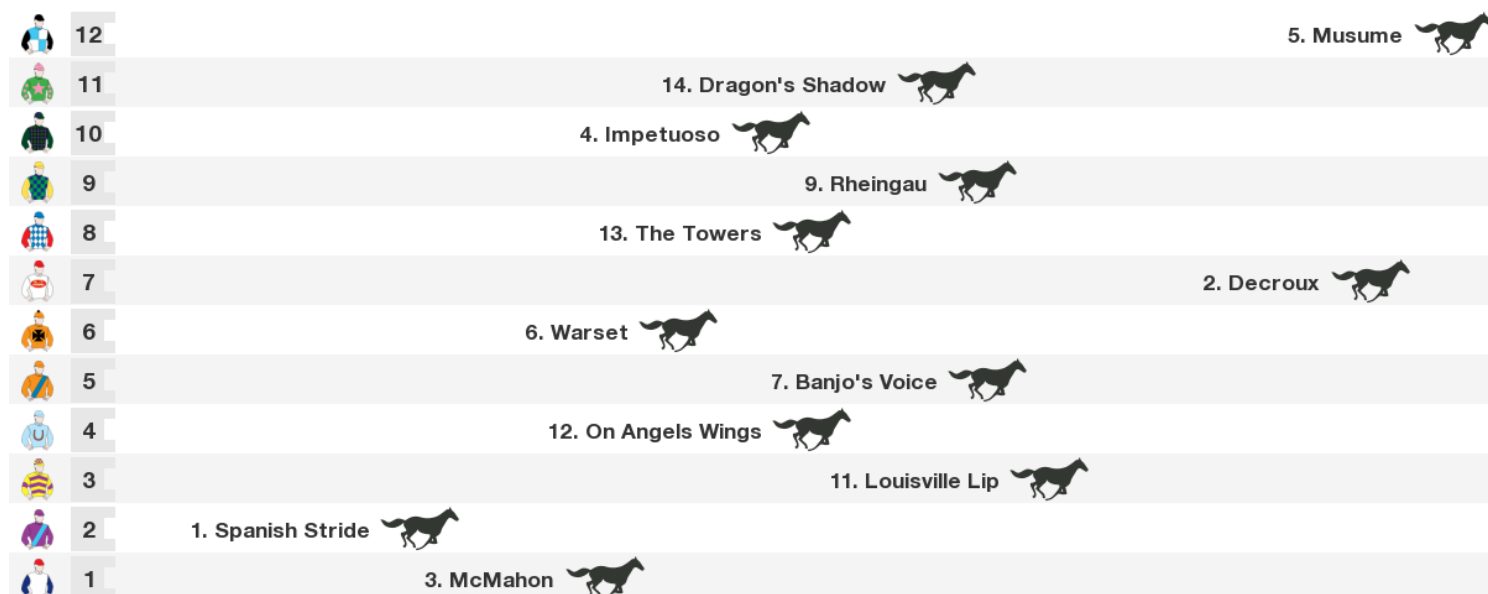 12 5. Musume
11 14. Dragon's Shadow
10 4. Impetuoso
9 9. Rheingau
8 13. The Towers
7 2. Decroux
6 6. Warset
5 7. Banjo's Voice
4 12. On Angels Wings
3 11. Louisville Lip
2 1. Spanish Stride
1 3. McMahon